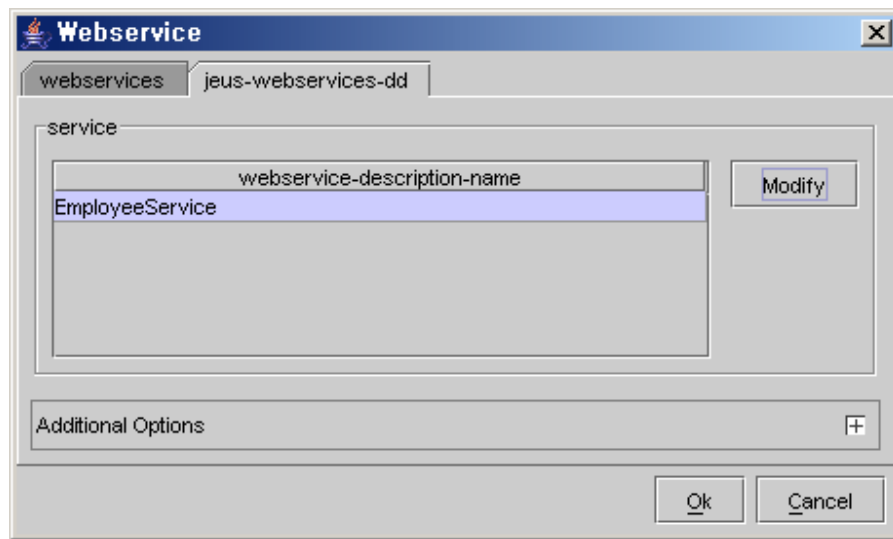 Webservice
webservices jeus-webservices-dd
service
webservice-description-name
Modify
EmployeeService
Additional Options
Ok Cancel